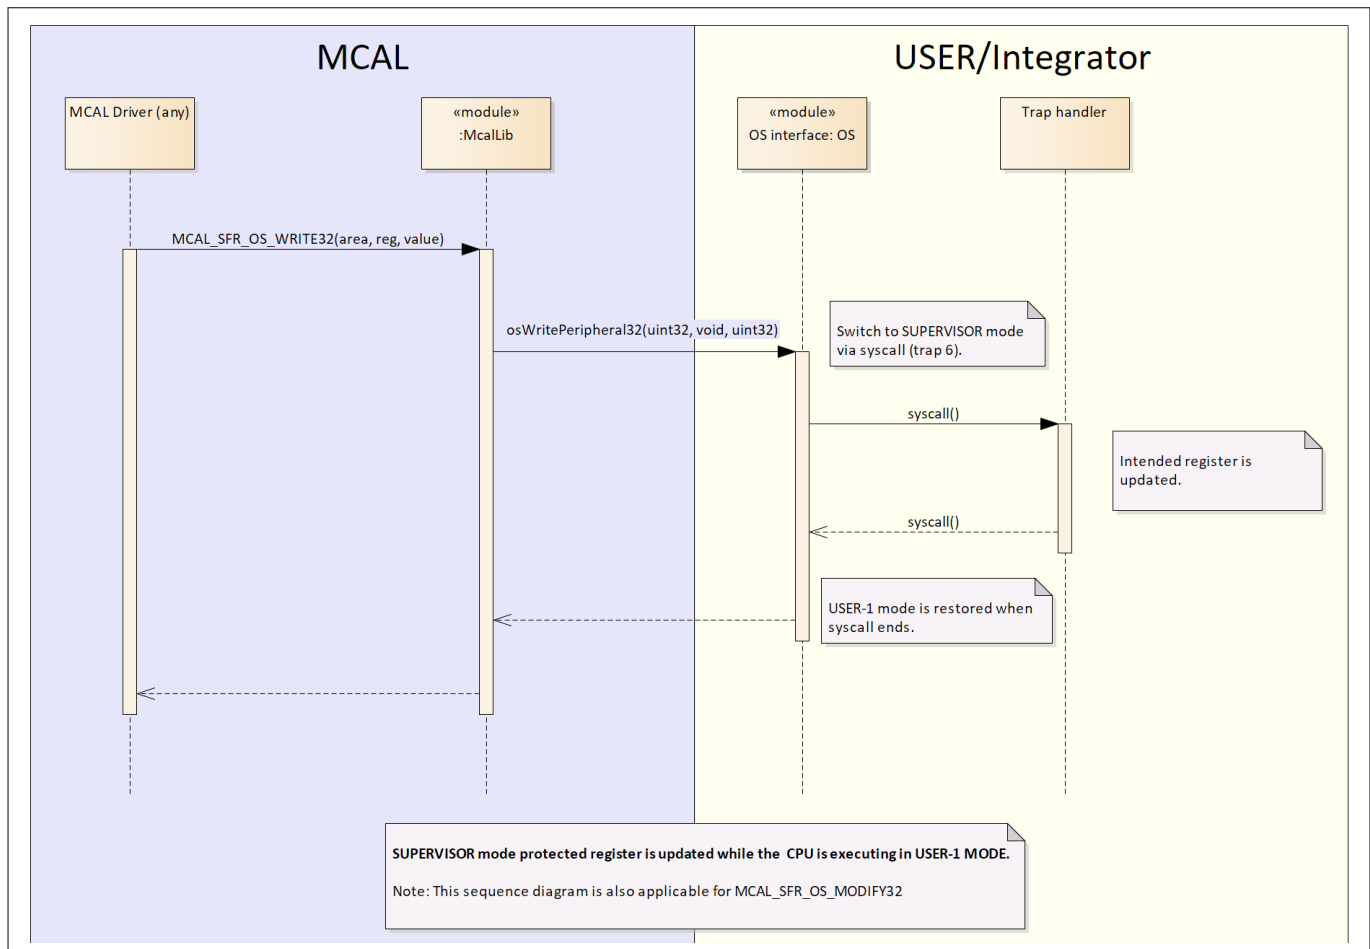 MCAL
USER/Integrator
MCAL Driver (any)
«module»
:McalLib
«module»
OS interface: OS
Trap handler
MCAL_SFR_OS_WRITE32(area, reg, value)
osWritePeripheral32(uint32, void, uint32)
Switch to SUPERVISOR mode
via syscall (trap 6).
syscall()
Intended register is
updated.
syscall()
USER-1 mode is restored when
syscall ends.
SUPERVISOR mode protected register is updated while the CPU is executing in USER-1 MODE.
Note: This sequence diagram is also applicable for MCAL_SFR_OS_MODIFY32